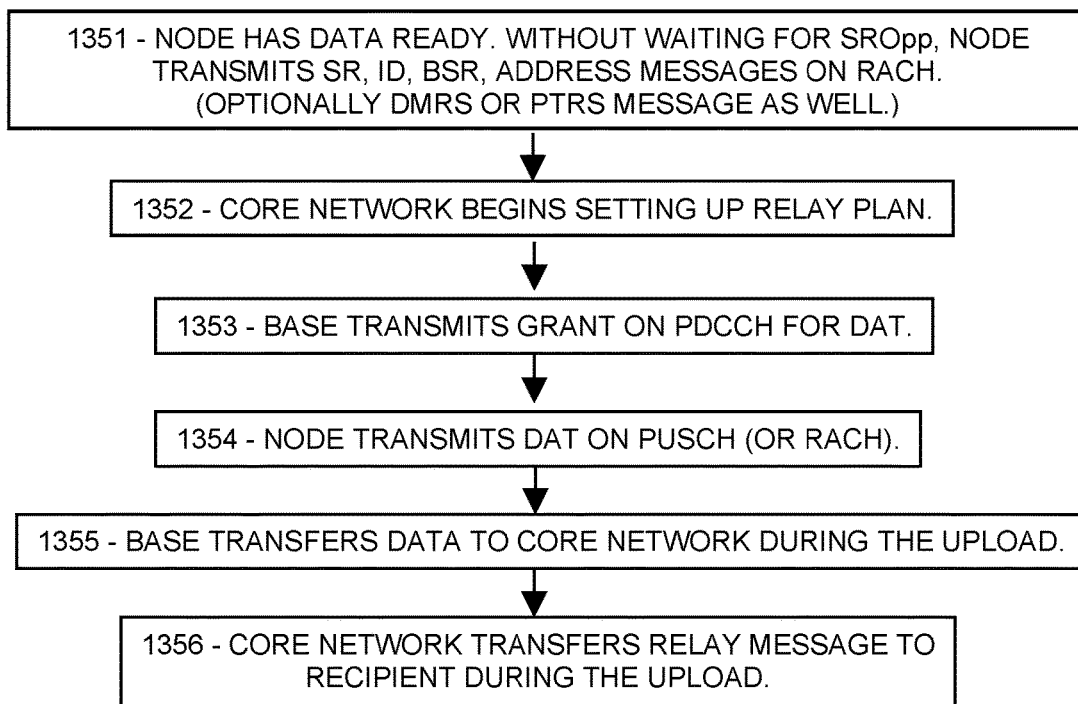 1351 - NODE HAS DATA READY. WITHOUT WAITING FOR SROpp, NODE
TRANSMITS SR, ID, BSR, ADDRESS MESSAGES ON RACH.
(OPTIONALLY DMRS OR PTRS MESSAGE AS WELL.)
1352 - CORE NETWORK BEGINS SETTING UP RELAY PLAN.
1353 - BASE TRANSMITS GRANT ON PDCCH FOR DAT.
1354 - NODE TRANSMITS DAT ON PUSCH (OR RACH).
1355 - BASE TRANSFERS DATA TO CORE NETWORK DURING THE UPLOAD.
1356 - CORE NETWORK TRANSFERS RELAY MESSAGE TO
RECIPIENT DURING THE UPLOAD.